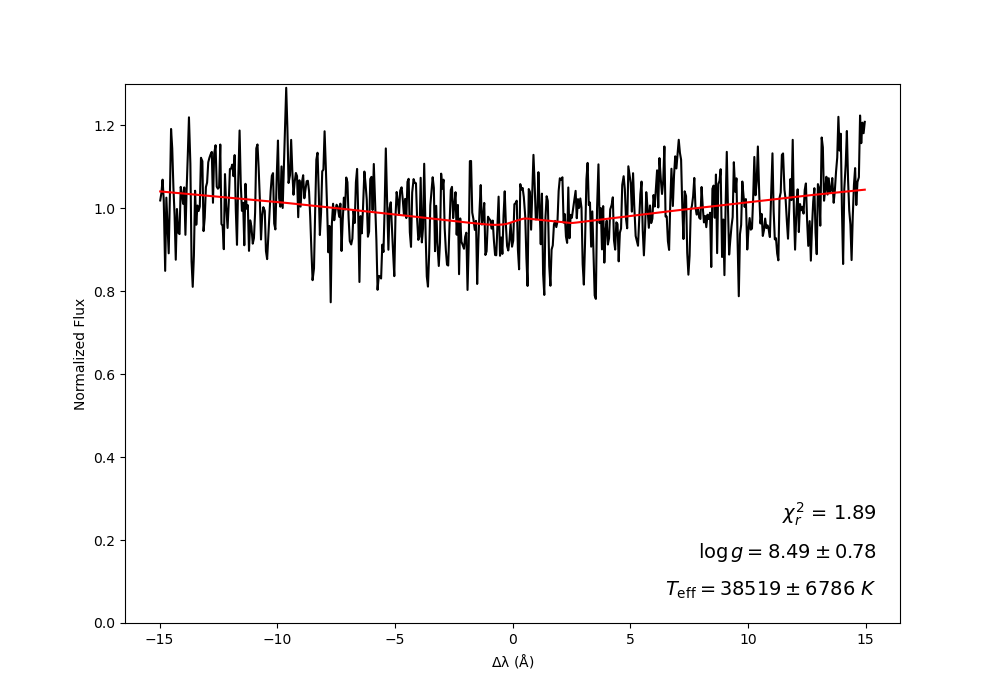 1.2
1.0
0.8
0.6
0.4
0.2
0.0
Normalized Flux
χ²ᵣ = 1.89
log g = 8.49 ± 0.78
T_eff = 38519 ± 6786 K
−15 −10 −5 0 5 10 15
Δλ (Å)